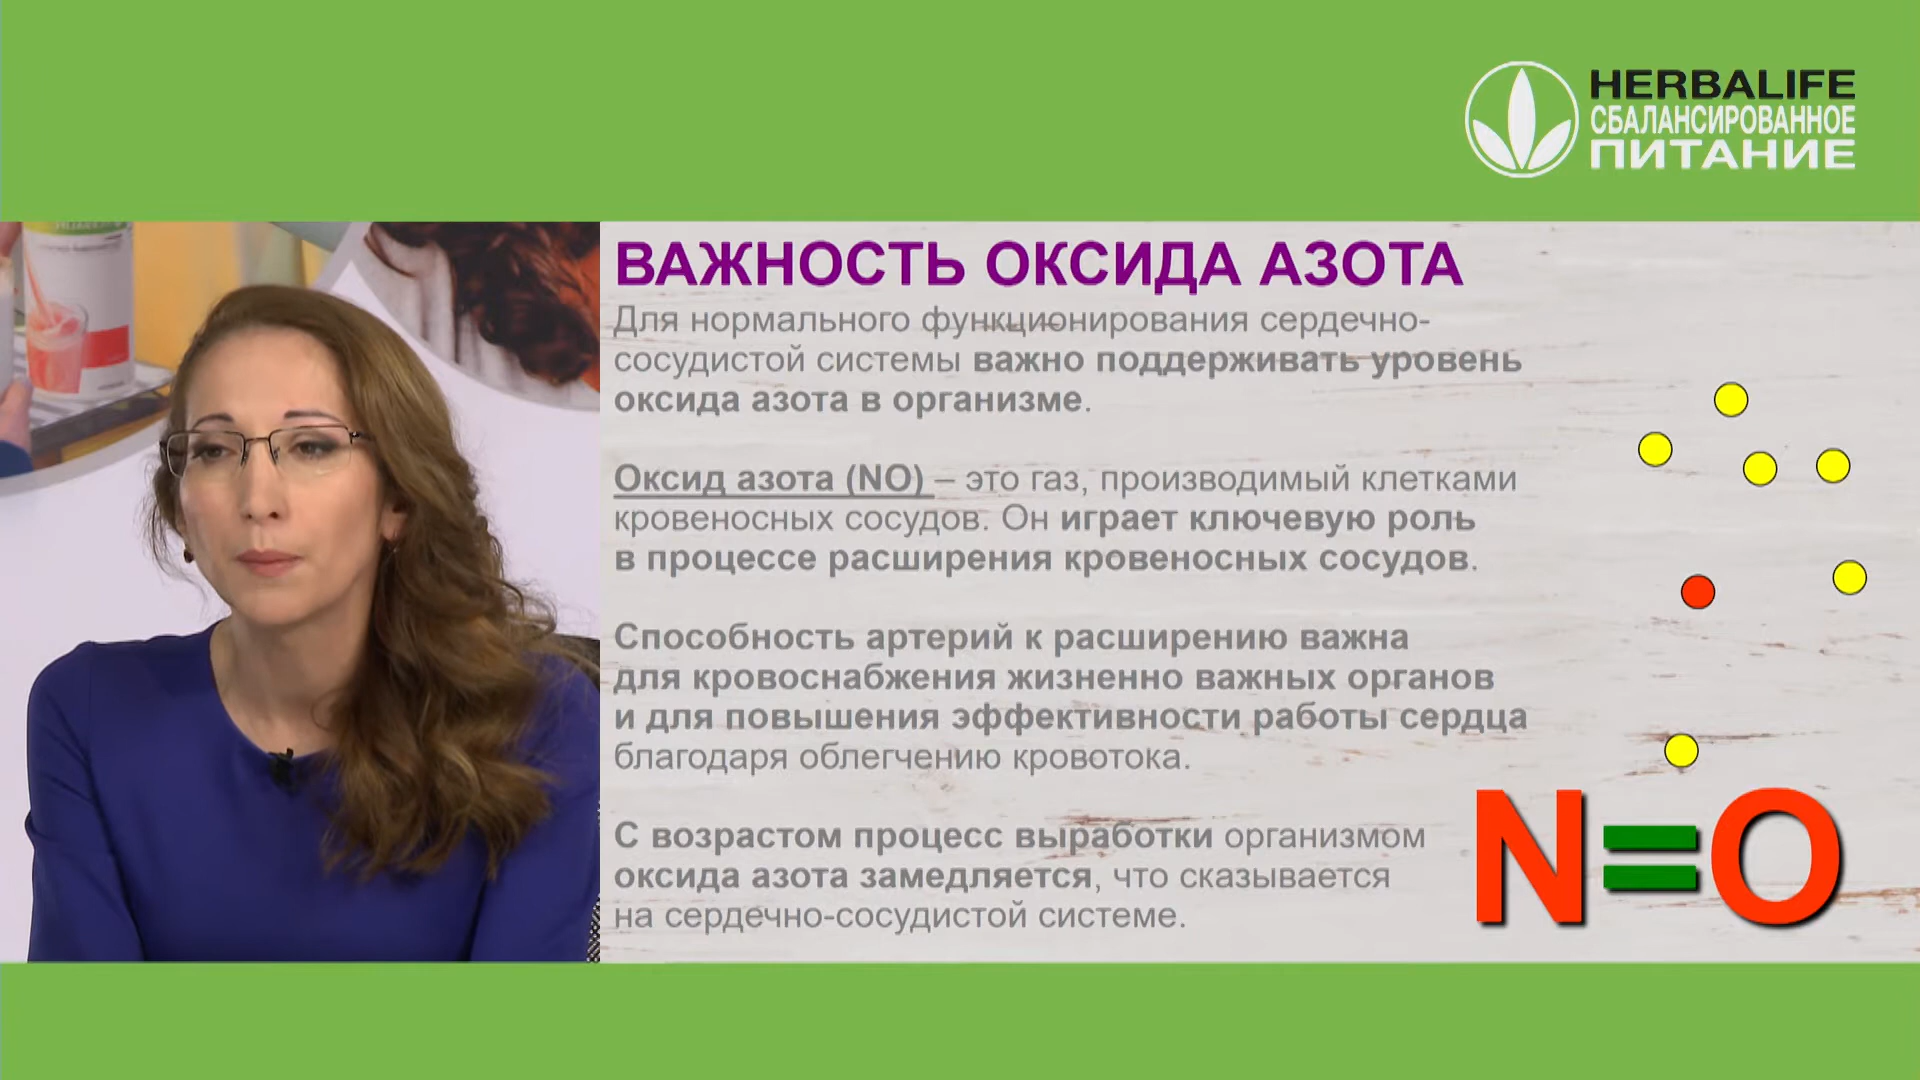 HERBALIFE
СБАЛАНСИРОВАННОЕ
ПИТАНИЕ
ВАЖНОСТЬ ОКСИДА АЗОТА
Для нормального функционирования сердечно-
сосудистой системы важно поддерживать уровень
оксида азота в организме.
Оксид азота (NO) – это газ, производимый клетками
кровеносных сосудов. Он играет ключевую роль
в процессе расширения кровеносных сосудов.
Способность артерий к расширению важна
для кровоснабжения жизненно важных органов
и для повышения эффективности работы сердца
благодаря облегчению кровотока.
С возрастом процесс выработки организмом
оксида азота замедляется, что сказывается
на сердечно-сосудистой системе.
N=O